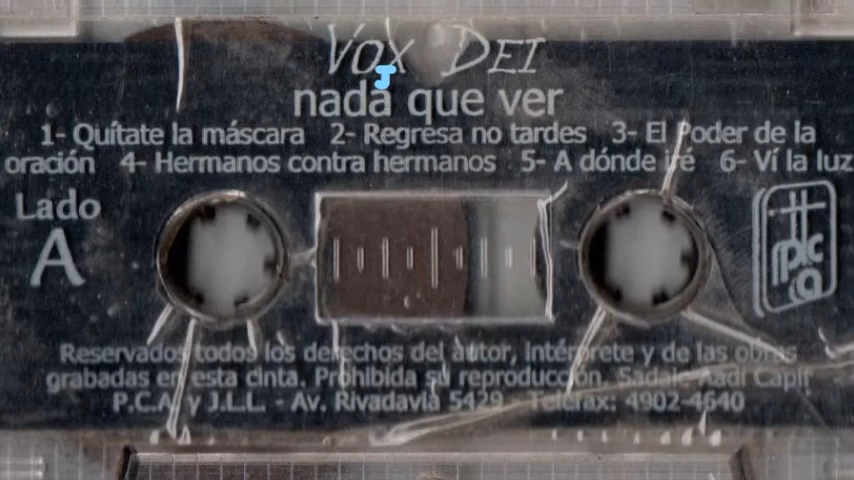 VOX DEI
nada que ver
1- Quítate la máscara 2- Regresa no tardes 3- El Poder de la
oración 4- Hermanos contra hermanos 5- A dónde iré 6- Ví la luz
Lado
A
pc
Reservados todos los derechos del autor, intérprete y de las obras
grabadas en esta cinta. Prohibida su reproducción. Sadaic Aadi Capif
P.C.A y J.L.L. - Av. Rivadavia 5429 Telefax: 4902-4640